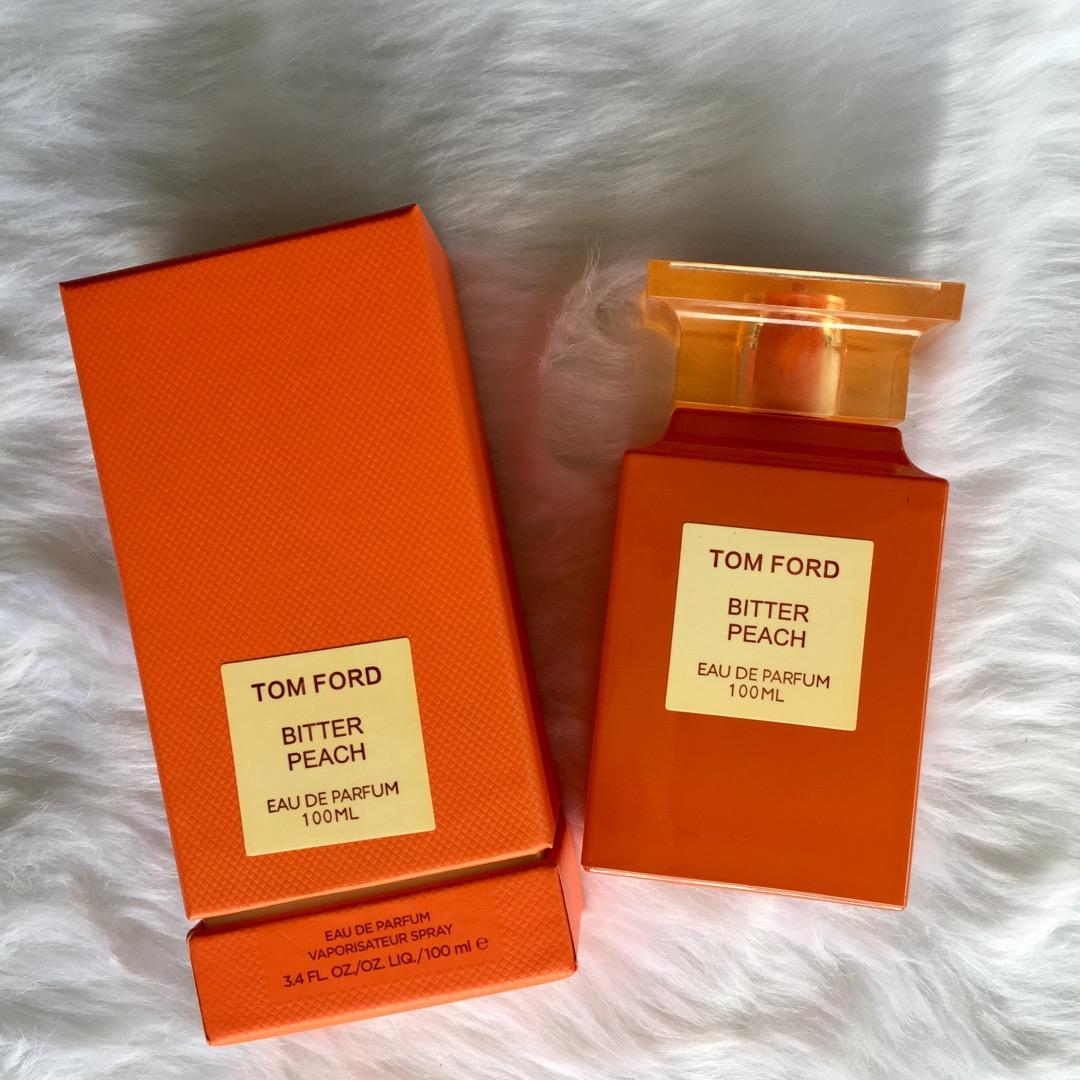 TOM FORD
BITTER
PEACH
EAU DE PARFUM
100ML
EAU DE PARFUM
VAPORISATEUR SPRAY
3.4 FL. OZ./OZ. LIQ./100 ml ℮
TOM FORD
BITTER
PEACH
EAU DE PARFUM
100ML